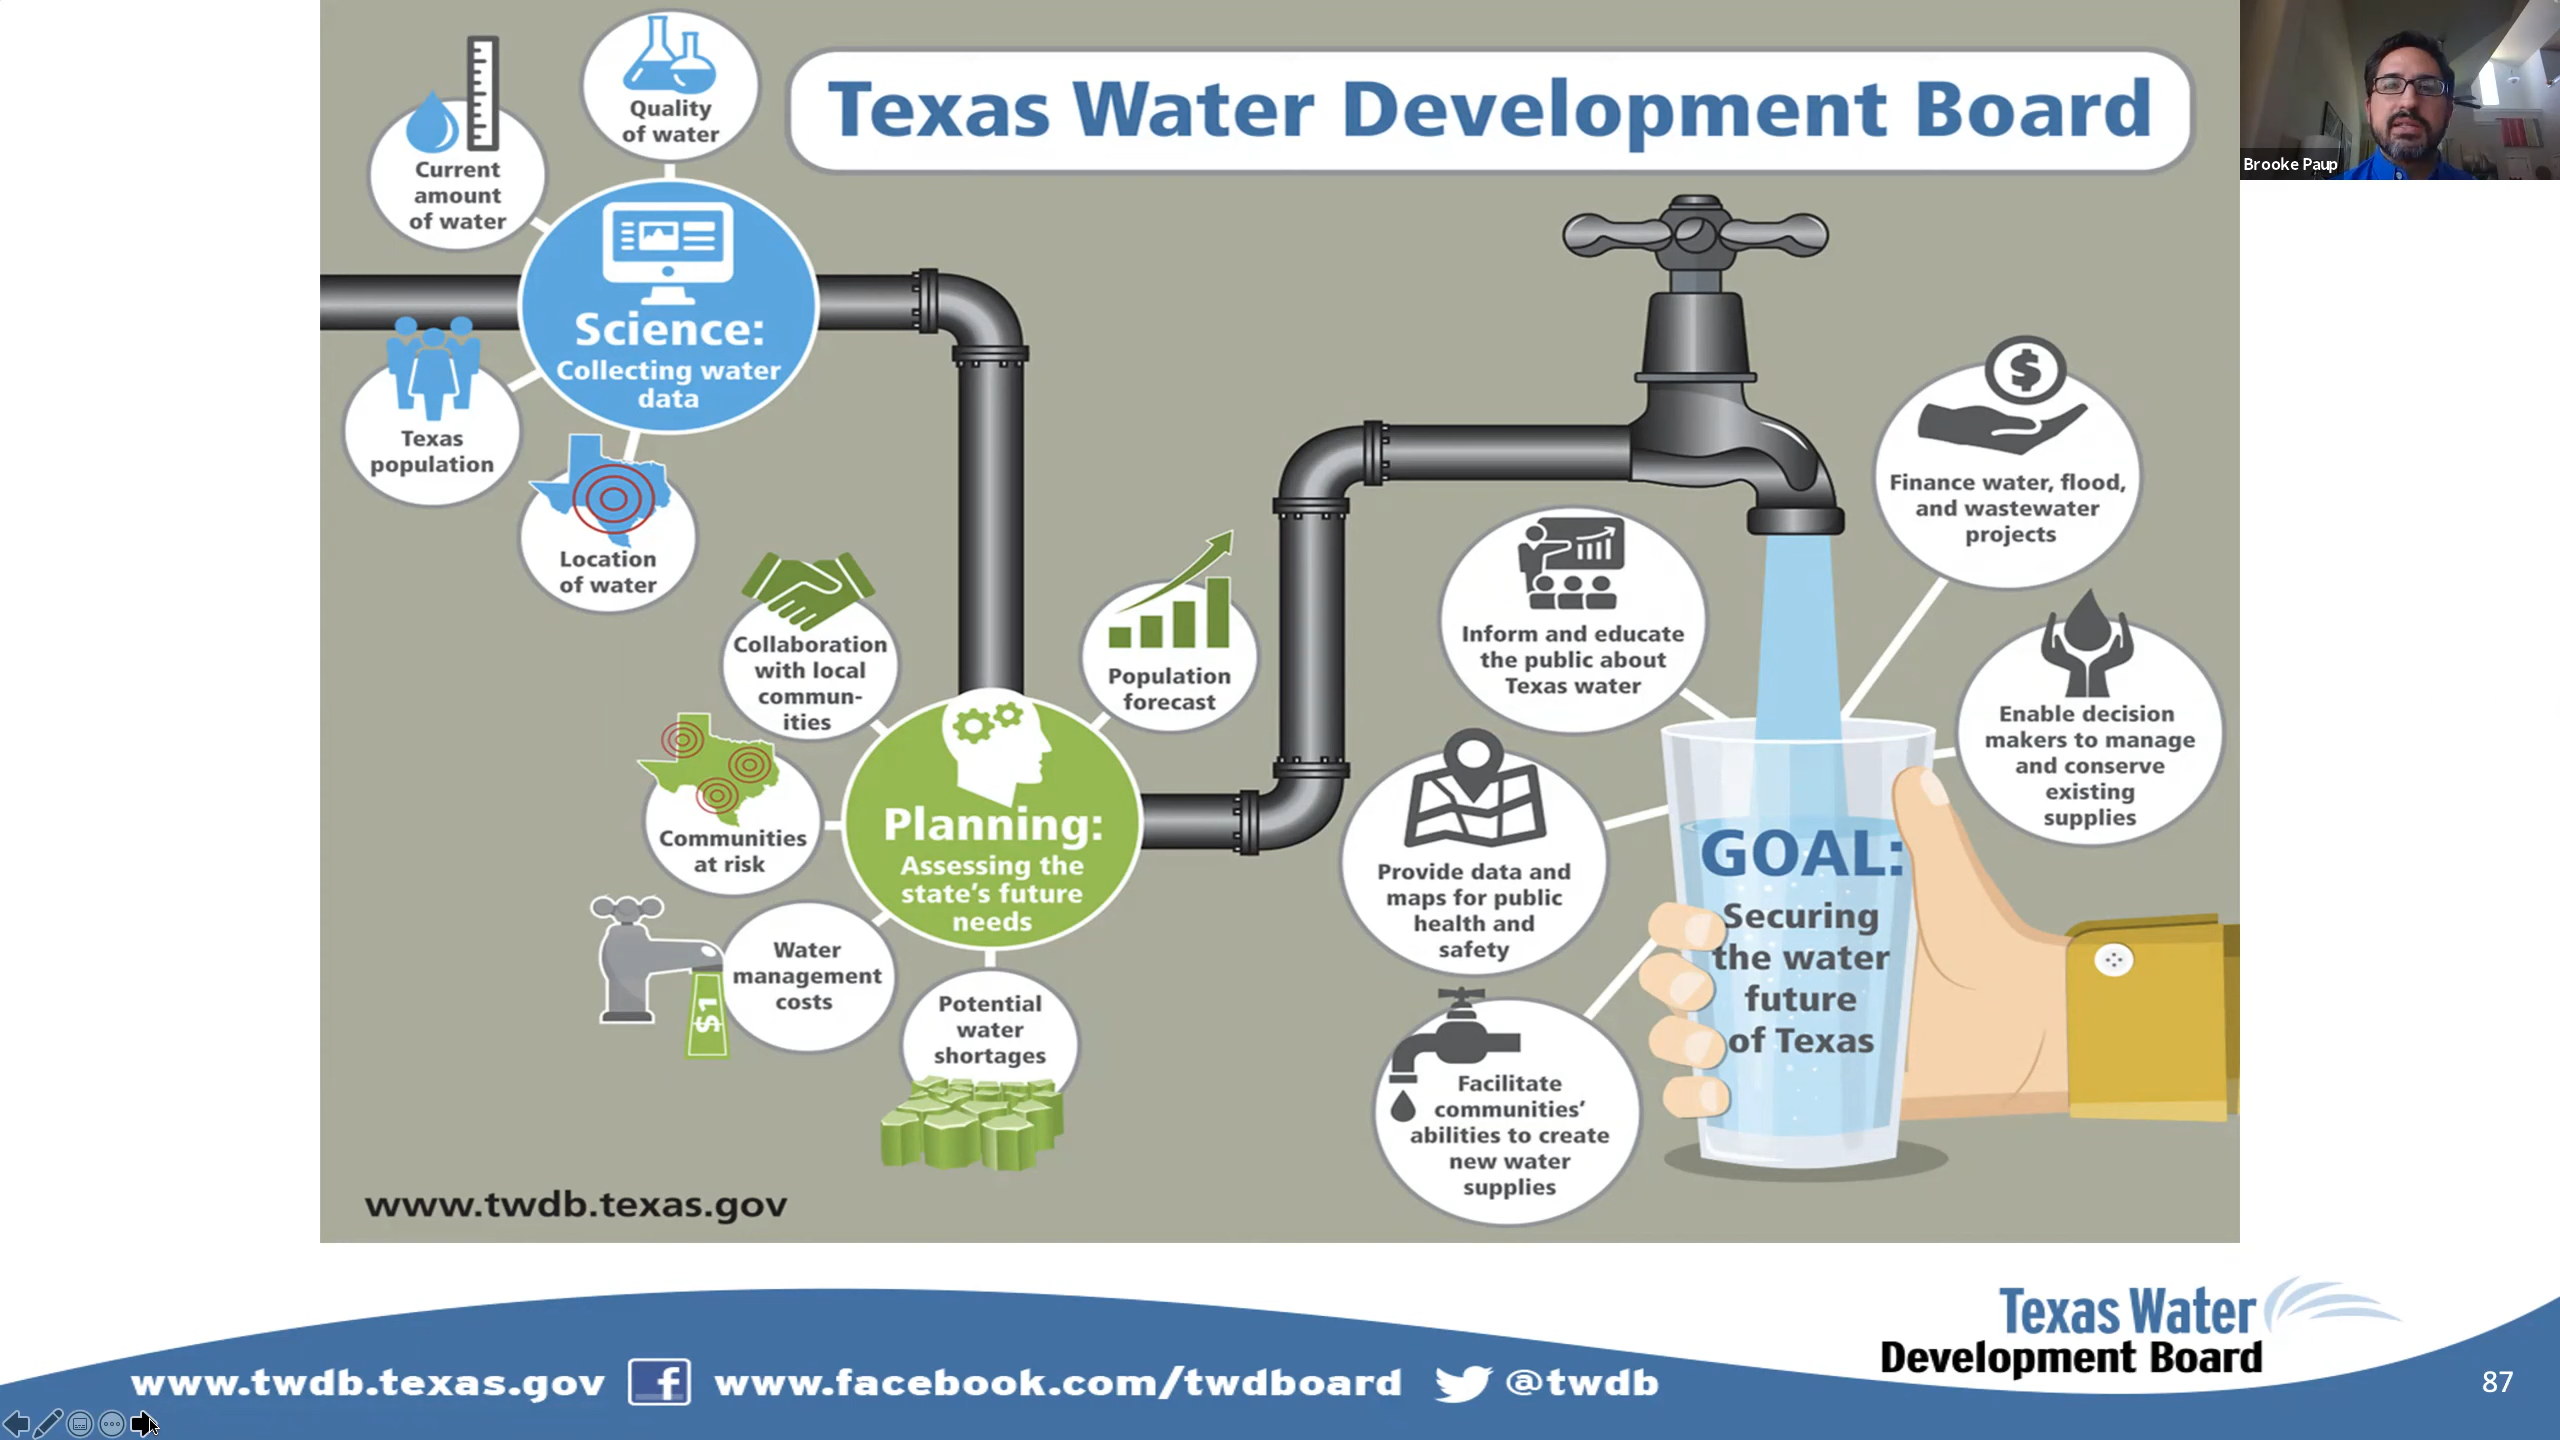 Texas Water Development Board
Brooke Paup
Quality
of water
Current
amount
of water
Science:
Collecting water
data
Texas
population
Location
of water
Collaboration
with local
commun-
ities
Population
forecast
Communities
at risk
Planning:
Assessing the
state's future
needs
Water
management
costs
$1
Potential
water
shortages
$
Finance water, flood,
and wastewater
projects
Inform and educate
the public about
Texas water
Enable decision
makers to manage
and conserve
existing
supplies
Provide data and
maps for public
health and
safety
Facilitate
communities'
abilities to create
new water
supplies
GOAL:
Securing
the water
future
of Texas
www.twdb.texas.gov
Texas Water
Development Board
www.twdb.texas.gov f www.facebook.com/twdboard @twdb
87